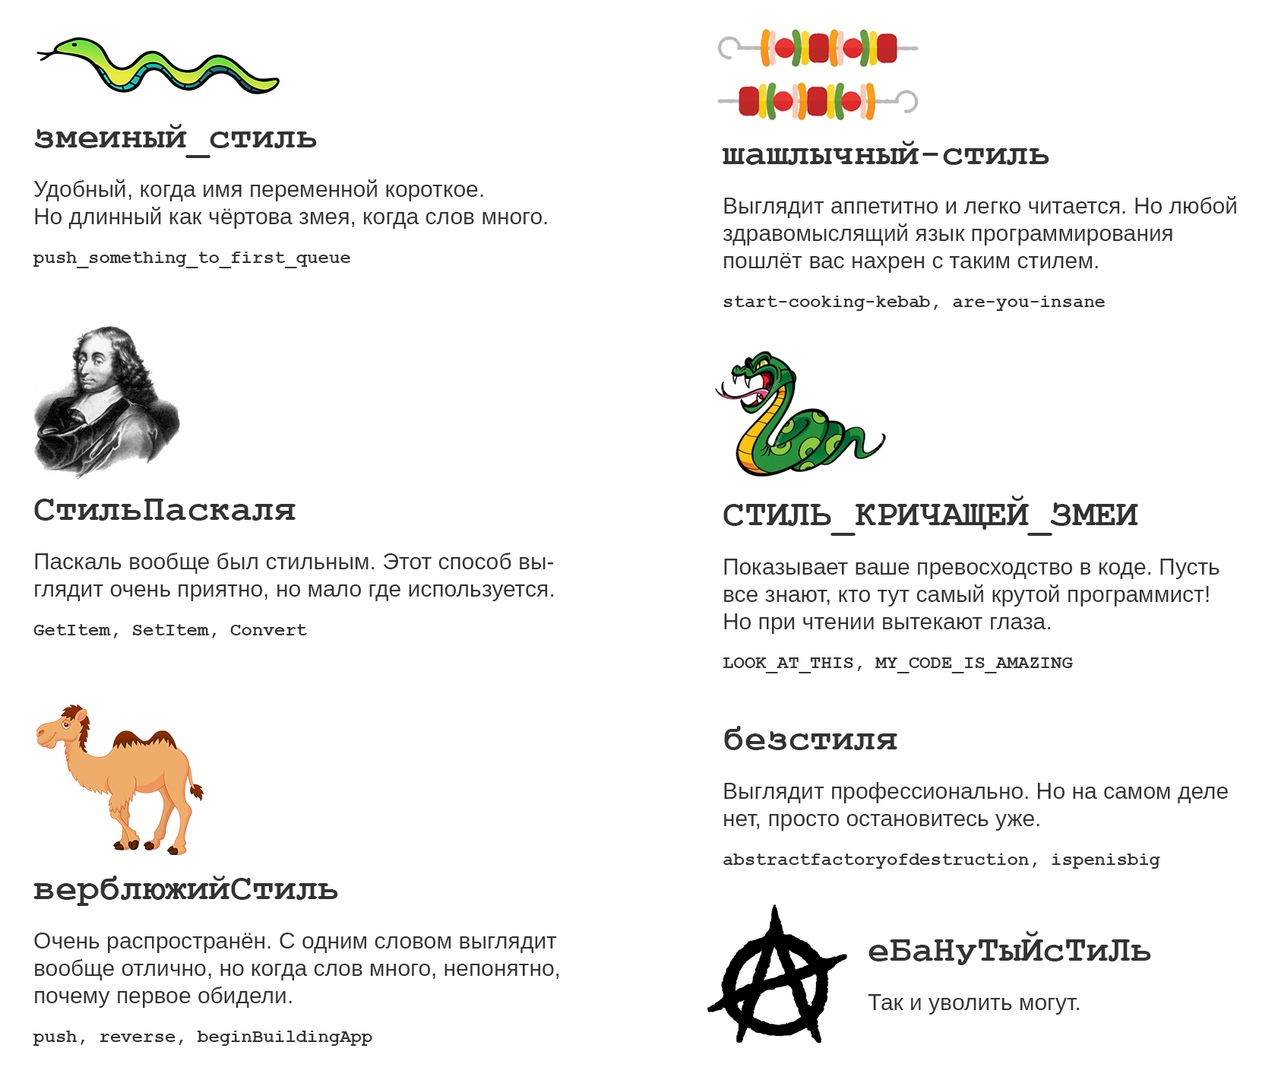 змеиный_стиль
Удобный, когда имя переменной короткое.
Но длинный как чёртова змея, когда слов много.
push_something_to_first_queue
СтильПаскаля
Паскаль вообще был стильным. Этот способ вы-
глядит очень приятно, но мало где используется.
GetItem, SetItem, Convert
верблюжийСтиль
Очень распространён. С одним словом выглядит
вообще отлично, но когда слов много, непонятно,
почему первое обидели.
push, reverse, beginBuildingApp
шашлычный-стиль
Выглядит аппетитно и легко читается. Но любой
здравомыслящий язык программирования
пошлёт вас нахрен с таким стилем.
start-cooking-kebab, are-you-insane
СТИЛЬ_КРИЧАЩЕЙ_ЗМЕИ
Показывает ваше превосходство в коде. Пусть
все знают, кто тут самый крутой программист!
Но при чтении вытекают глаза.
LOOK_AT_THIS, MY_CODE_IS_AMAZING
безстиля
Выглядит профессионально. Но на самом деле
нет, просто остановитесь уже.
abstractfactoryofdestruction, ispenisbig
еБаНуТыЙсТиЛь
Так и уволить могут.